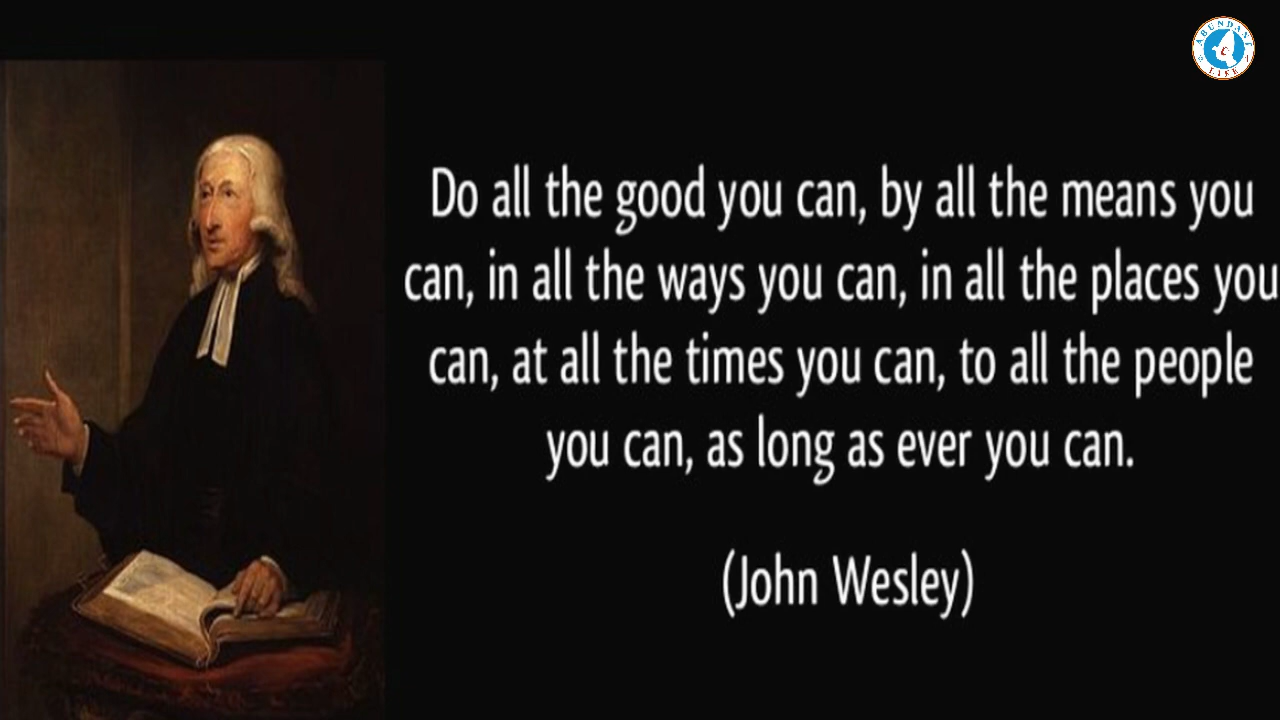 ABUNDANT
LIFE
Do all the good you can, by all the means you
can, in all the ways you can, in all the places you
can, at all the times you can, to all the people
you can, as long as ever you can.
(John Wesley)